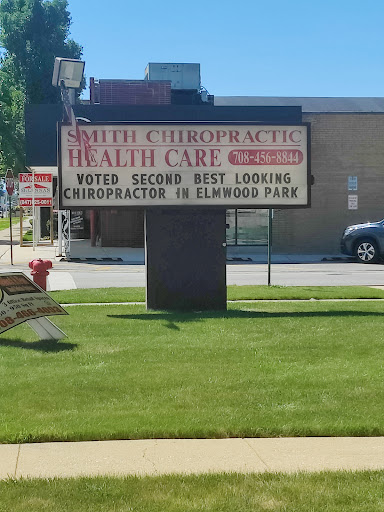 SMITH CHIROPRACTIC
HEALTH CARE 708-456-8844
VOTED SECOND BEST LOOKING
CHIROPRACTOR IN ELMWOOD PARK
FOR SALE